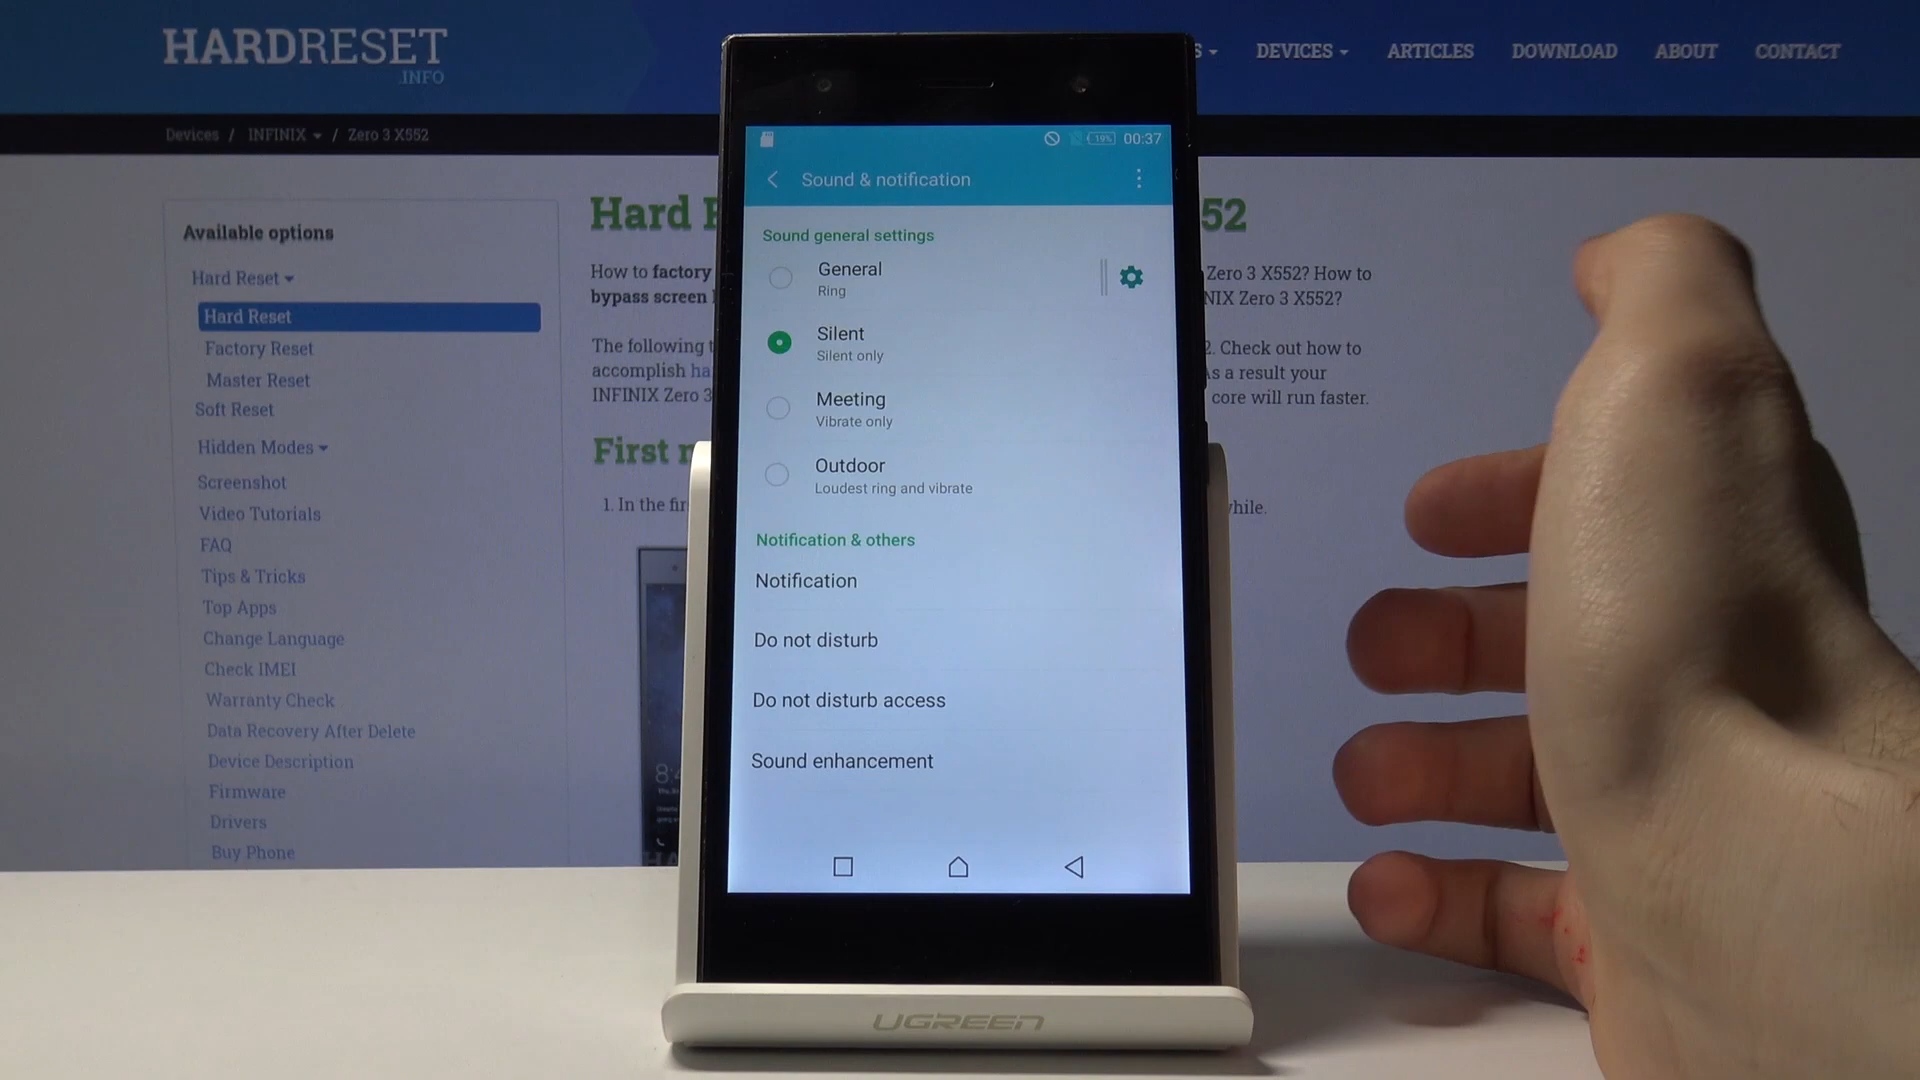 HARDRESET
.INFO
S
DEVICES
ARTICLES
DOWNLOAD
ABOUT
CONTACT
Devices / INFINIX / Zero 3 X552
Available options
Hard Reset
Hard Reset
Factory Reset
Master Reset
Soft Reset
Hidden Modes
Screenshot
Video Tutorials
FAQ
Tips & Tricks
Top Apps
Change Language
Check IMEI
Warranty Check
Data Recovery After Delete
Device Description
Firmware
Drivers
Buy Phone
Hard
52
How to factory
Zero 3 X552? How to
bypass screen
NIX Zero 3 X552?
The following
2. Check out how to
accomplish ha
As a result your
INFINIX Zero 3
core will run faster.
First
1. In the fir
hile.
19%
00:37
Sound & notification
Sound general settings
General
Ring
Silent
Silent only
Meeting
Vibrate only
Outdoor
Loudest ring and vibrate
Notification & others
Notification
Do not disturb
Do not disturb access
Sound enhancement
UGREEN